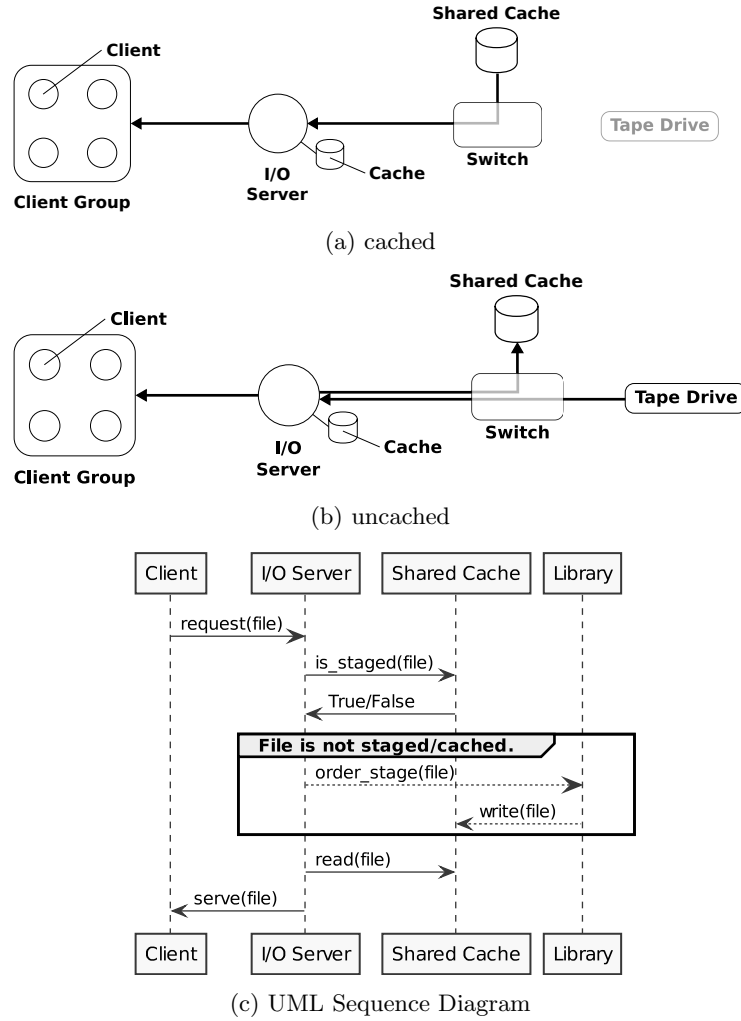 Shared Cache
Client
Tape Drive
I/O
Server
Cache
Switch
Client Group
(a) cached
Shared Cache
Client
Tape Drive
I/O
Server
Cache
Switch
Client Group
(b) uncached
Client I/O Server Shared Cache Library
request(file)
is_staged(file)
True/False
File is not staged/cached.
order_stage(file)
write(file)
read(file)
serve(file)
Client I/O Server Shared Cache Library
(c) UML Sequence Diagram